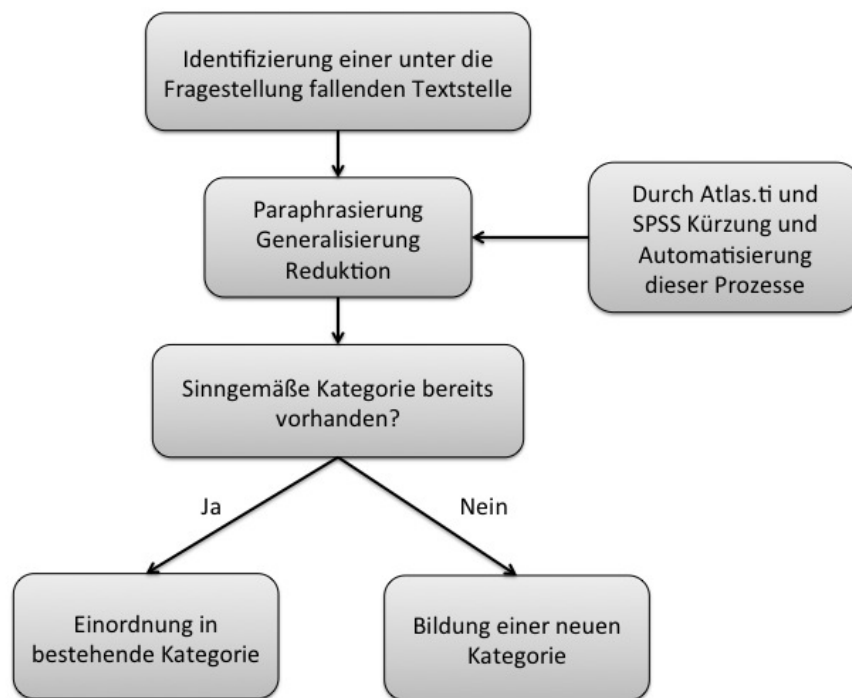 Identifizierung einer unter die
Fragestellung fallenden Textstelle
Paraphrasierung
Generalisierung
Reduktion
Durch Atlas.ti und
SPSS Kürzung und
Automatisierung
dieser Prozesse
Sinngemäße Kategorie bereits
vorhanden?
Ja
Nein
Einordnung in
bestehende Kategorie
Bildung einer neuen
Kategorie